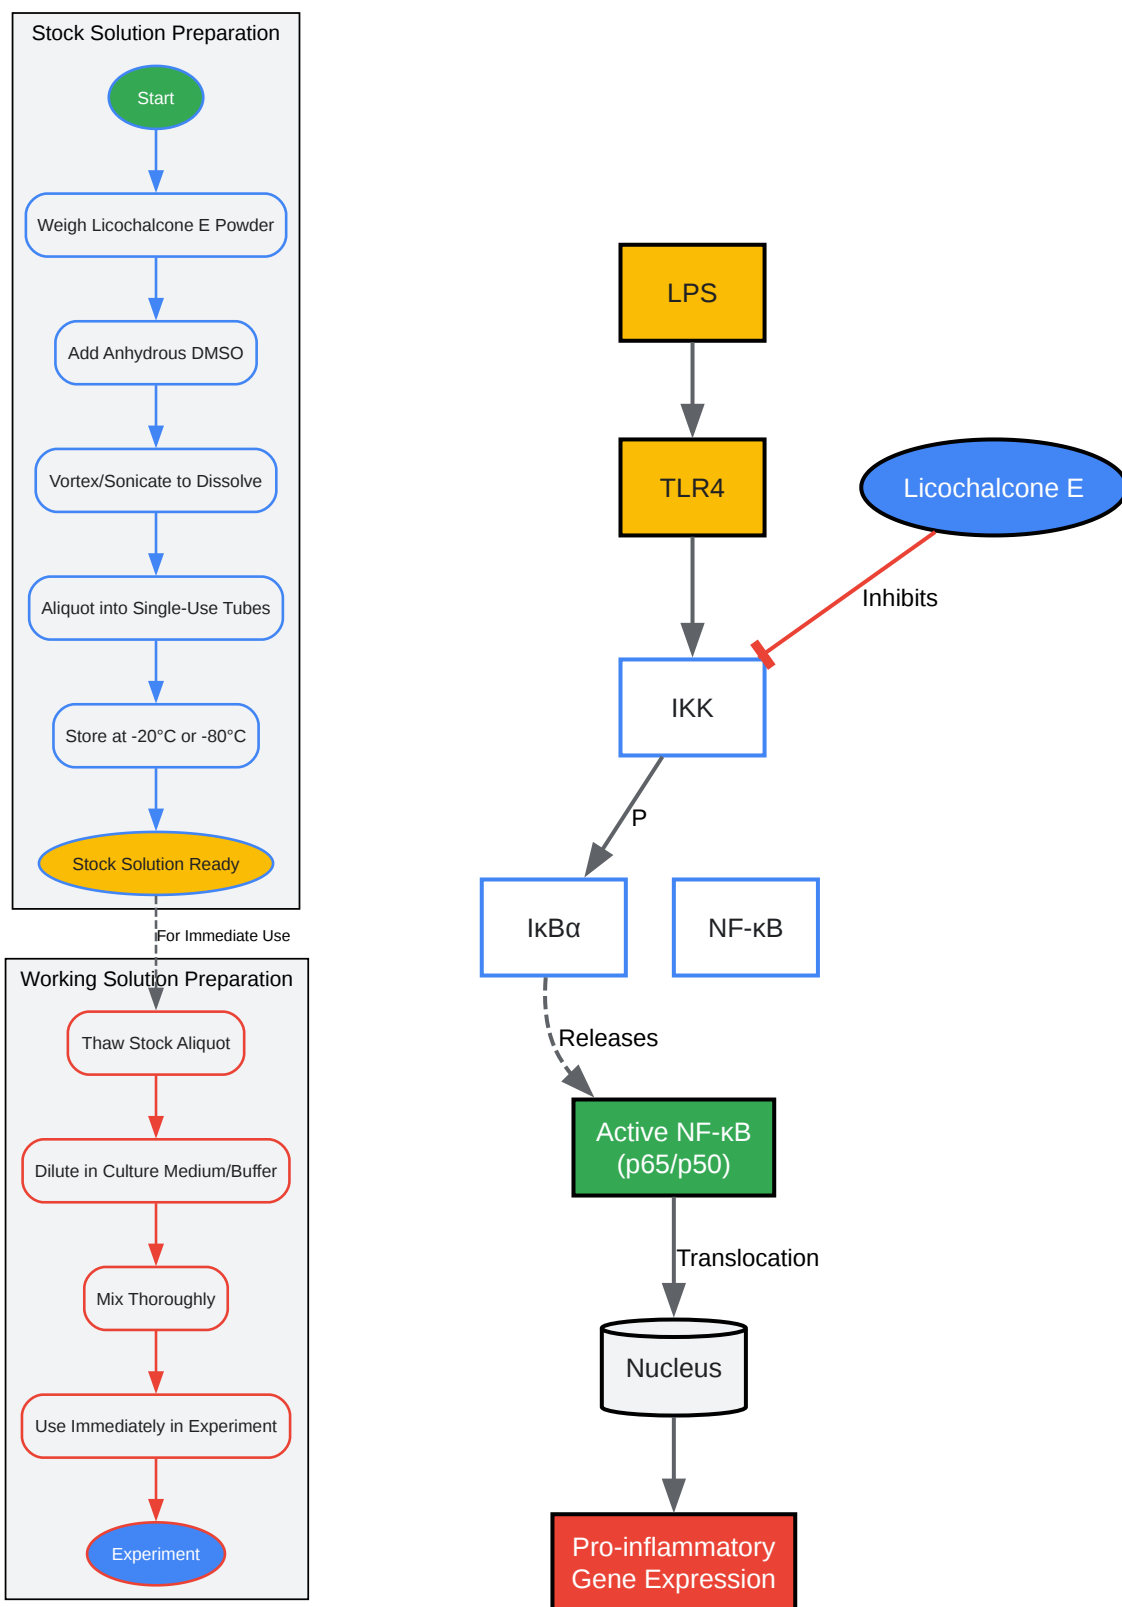 Stock Solution Preparation
Start
Weigh Licochalcone E Powder
Add Anhydrous DMSO
Vortex/Sonicate to Dissolve
Aliquot into Single-Use Tubes
Store at -20°C or -80°C
Stock Solution Ready
For Immediate Use
Working Solution Preparation
Thaw Stock Aliquot
Dilute in Culture Medium/Buffer
Mix Thoroughly
Use Immediately in Experiment
Experiment
LPS
TLR4
Licochalcone E
Inhibits
IKK
P
IκBα
NF-κB
Releases
Active NF-κB
(p65/p50)
Translocation
Nucleus
Pro-inflammatory
Gene Expression